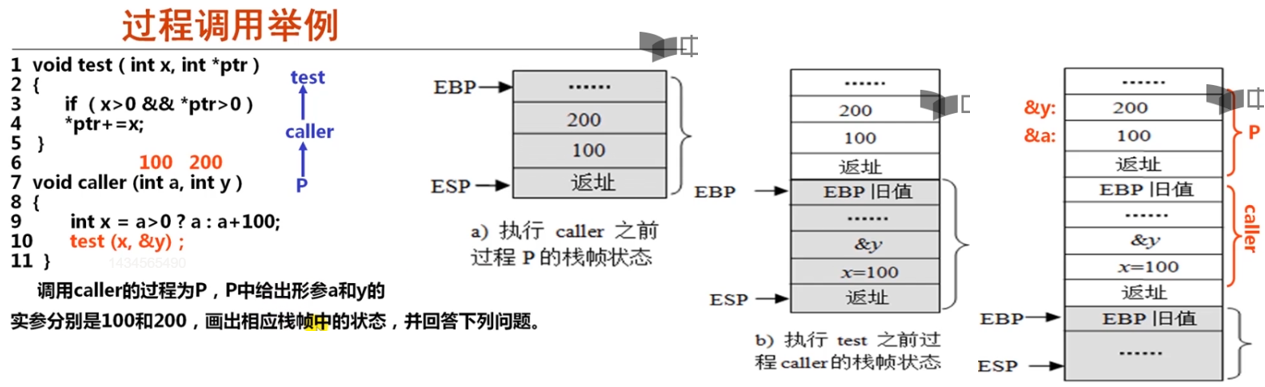 过程调用举例
1 void test ( int x, int *ptr )
2 {
3 if ( x>0 && *ptr>0 )
4 *ptr+=x;
5 }
6 100 200
7 void caller (int a, int y )
8 {
9 int x = a>0 ? a : a+100;
10 test (x, &y) ;
11 }
1434565490
test
caller
P
调用caller的过程为P，P中给出形参a和y的
实参分别是100和200，画出相应栈帧中的状态，并回答下列问题。
EBP
......
200
100
ESP
返址
a) 执行 caller 之前
过程 P 的栈帧状态
......
200
100
返址
EBP
EBP 旧值
......
&y
x=100
ESP
返址
b) 执行 test 之前过
程 caller 的栈帧状态
......
&y: 200
&a: 100
返址
P
EBP 旧值
......
&y
x=100
caller
返址
EBP
EBP 旧值
ESP
......